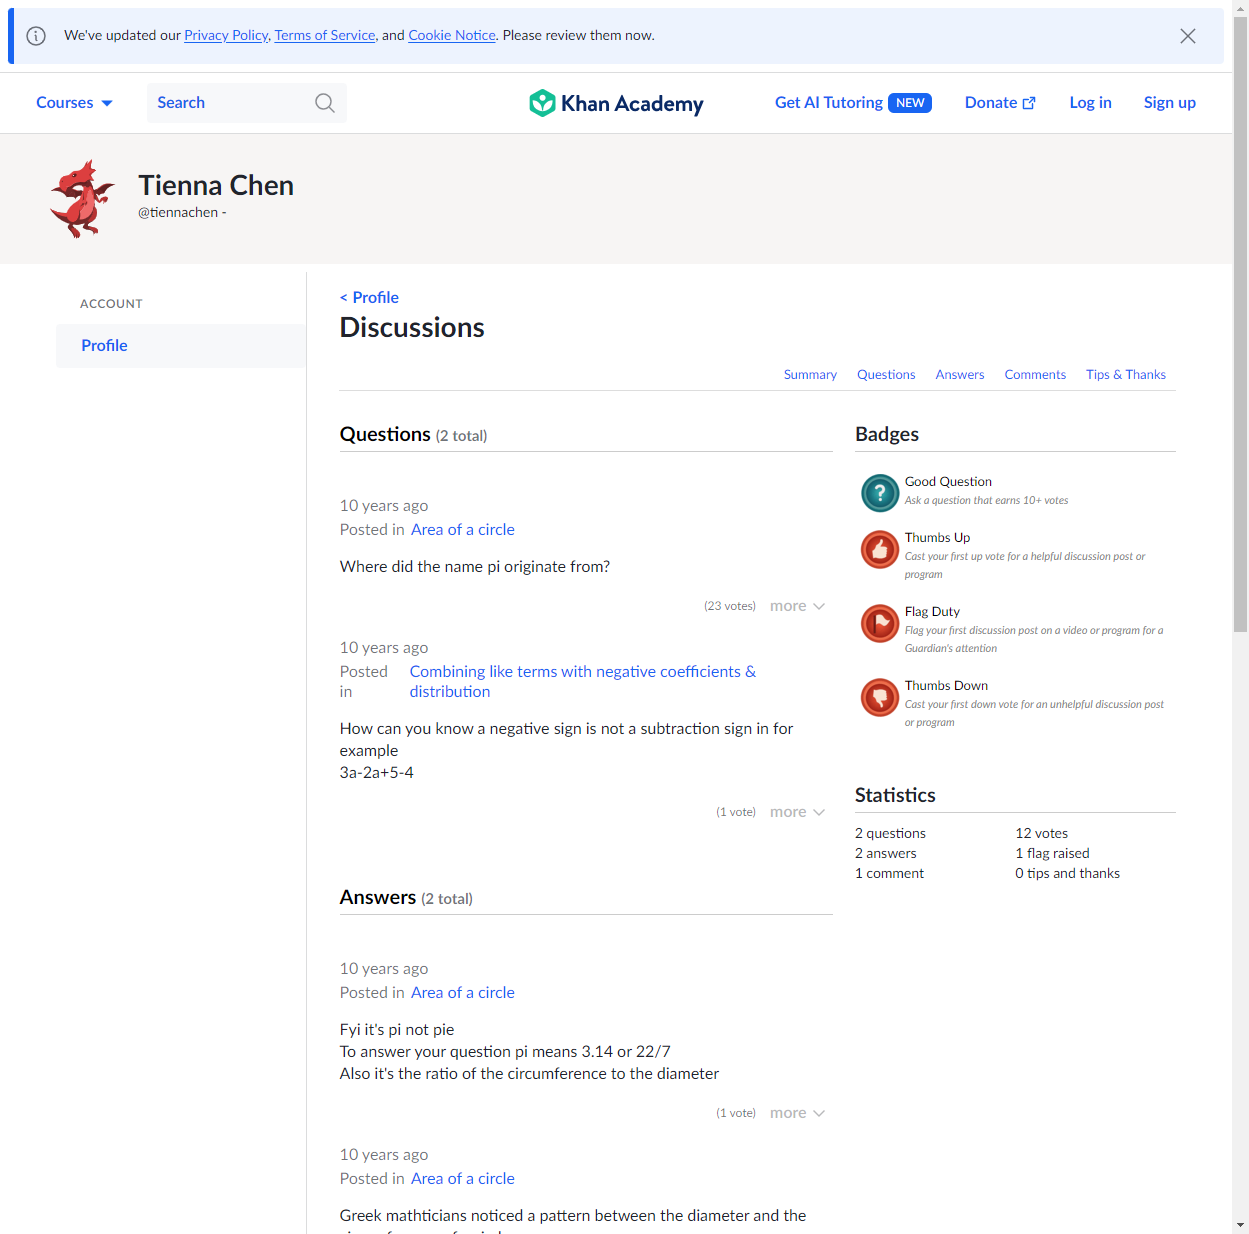 We've updated our Privacy Policy, Terms of Service, and Cookie Notice. Please review them now.
Courses
Search
Khan Academy
Get AI Tutoring NEW
Donate
Log in
Sign up
Tienna Chen
@tiennachen -
ACCOUNT
Profile
< Profile
Discussions
Summary
Questions
Answers
Comments
Tips & Thanks
Questions (2 total)
10 years ago
Posted in Area of a circle
Where did the name pi originate from?
(23 votes) more
10 years ago
Posted in Combining like terms with negative coefficients & distribution
How can you know a negative sign is not a subtraction sign in for
example
3a-2a+5-4
(1 vote) more
Answers (2 total)
10 years ago
Posted in Area of a circle
Fyi it's pi not pie
To answer your question pi means 3.14 or 22/7
Also it's the ratio of the circumference to the diameter
(1 vote) more
10 years ago
Posted in Area of a circle
Greek mathticians noticed a pattern between the diameter and the
Badges
Good Question
Ask a question that earns 10+ votes
Thumbs Up
Cast your first up vote for a helpful discussion post or
program
Flag Duty
Flag your first discussion post on a video or program for a
Guardian's attention
Thumbs Down
Cast your first down vote for an unhelpful discussion post
or program
Statistics
2 questions
2 answers
1 comment
12 votes
1 flag raised
0 tips and thanks